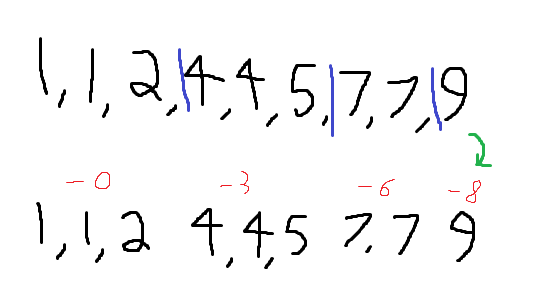 1, 1, 2, 4, 4, 5, 7, 7, 9
-0 -3 -6 -8
1, 1, 2 4, 4, 5 7, 7 9